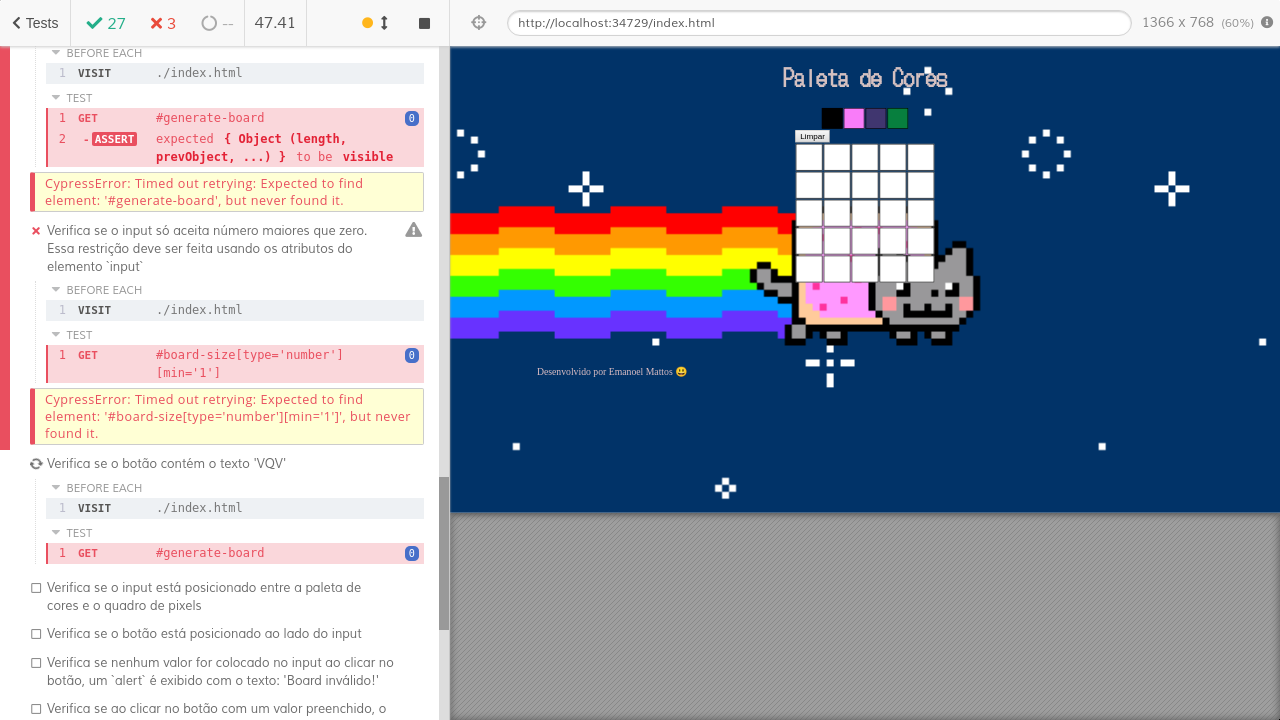 Tests
27
3
--
47.41
BEFORE EACH
1 VISIT ./index.html
TEST
1 GET #generate-board 0
2 -ASSERT expected { Object (length,
prevObject, ...) } to be visible
CypressError: Timed out retrying: Expected to find
element: '#generate-board', but never found it.
Verifica se o input só aceita número maiores que zero.
Essa restrição deve ser feita usando os atributos do
elemento `input`
BEFORE EACH
1 VISIT ./index.html
TEST
1 GET #board-size[type='number'] 0
[min='1']
CypressError: Timed out retrying: Expected to find
element: '#board-size[type='number'][min='1']', but never
found it.
Verifica se o botão contém o texto 'VQV'
BEFORE EACH
1 VISIT ./index.html
TEST
1 GET #generate-board 0
Verifica se o input está posicionado entre a paleta de
cores e o quadro de pixels
Verifica se o botão está posicionado ao lado do input
Verifica se nenhum valor for colocado no input ao clicar no
botão, um `alert` é exibido com o texto: 'Board inválido!'
Verifica se ao clicar no botão com um valor preenchido, o
http://localhost:34729/index.html
1366 x 768 (60%)
Paleta de Cores
Limpar
Desenvolvido por Emanoel Mattos 😃